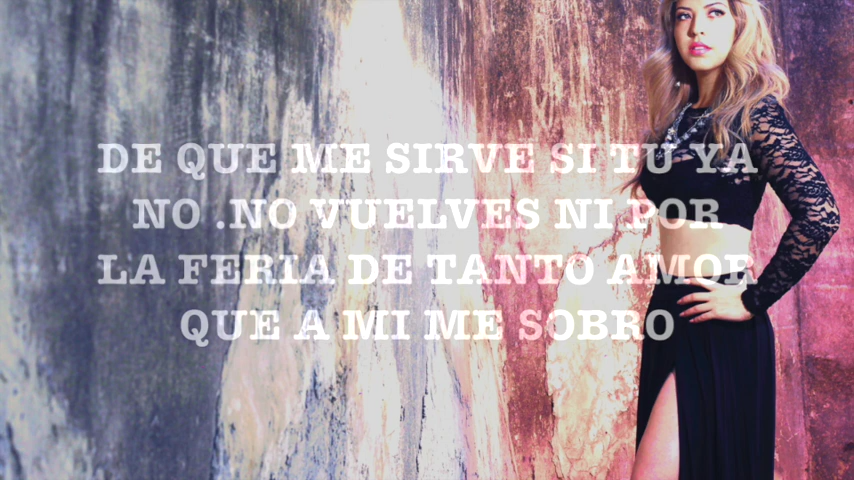 DE QUE ME SIRVE SI TU YA
NO .NO VUELVES NI POR
LA FERIA DE TANTO AMOR
QUE A MI ME SOBRO